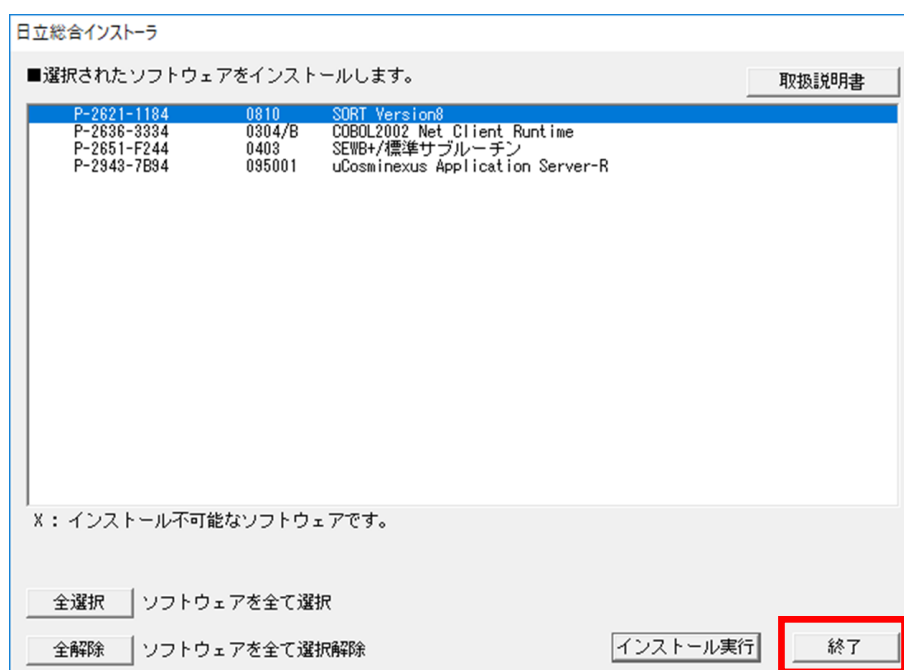 日立総合インストーラ
■選択されたソフトウェアをインストールします。
取扱説明書
P-2621-1184 0810 SORT Version8
P-2636-3334 0304/B COBOL2002 Net Client Runtime
P-2651-F244 0403 SEWB+/標準サブルーチン
P-2943-7B94 095001 uCosminexus Application Server-R
X：インストール不可能なソフトウェアです。
全選択 ソフトウェアを全て選択
全解除 ソフトウェアを全て選択解除
インストール実行 終了